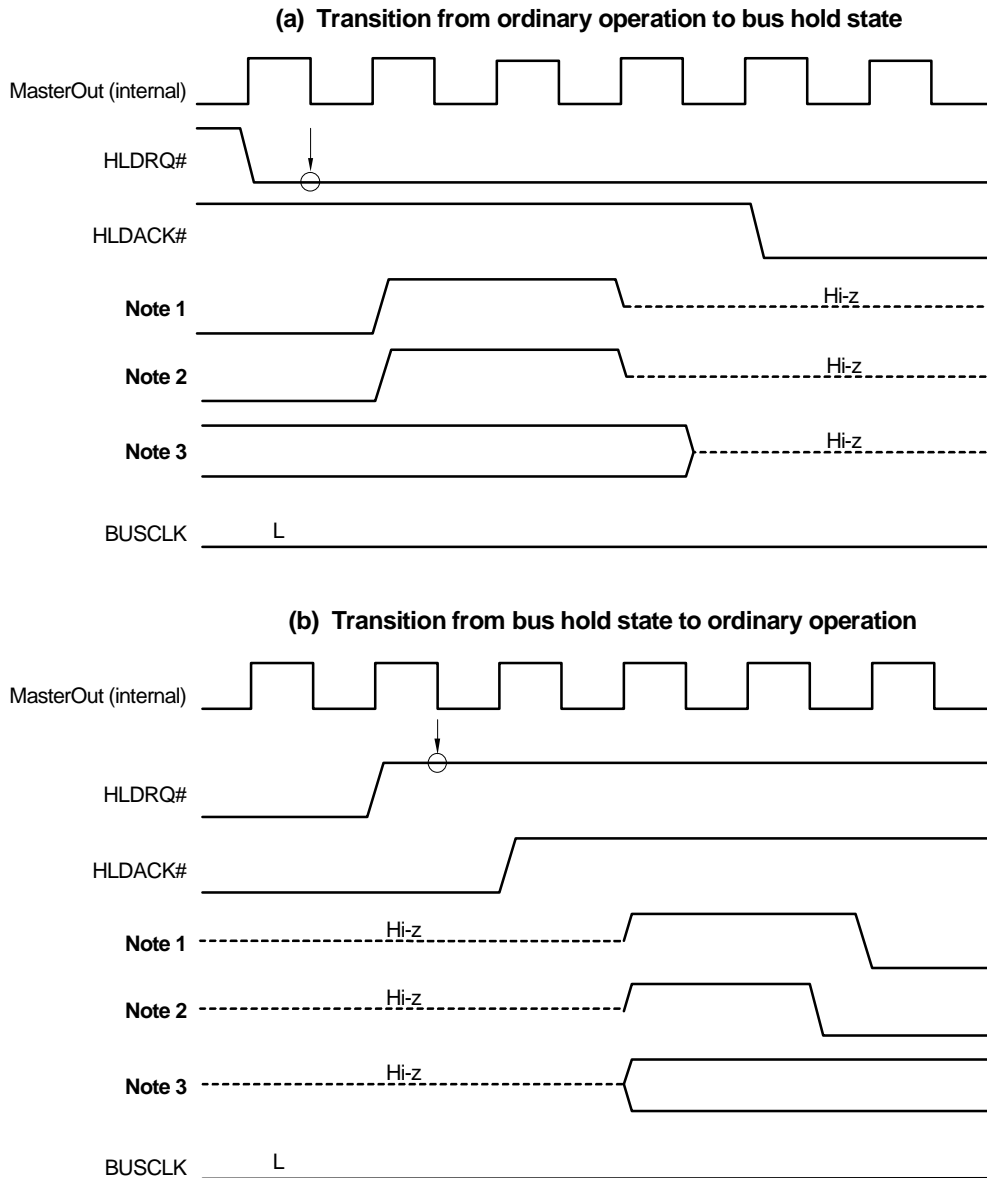 (a) Transition from ordinary operation to bus hold state
MasterOut (internal)
HLDRQ#
HLDACK#
Note 1
Hi-z
Note 2
Hi-z
Note 3
Hi-z
BUSCLK
L
(b) Transition from bus hold state to ordinary operation
MasterOut (internal)
HLDRQ#
HLDACK#
Note 1
Hi-z
Note 2
Hi-z
Note 3
Hi-z
BUSCLK
L